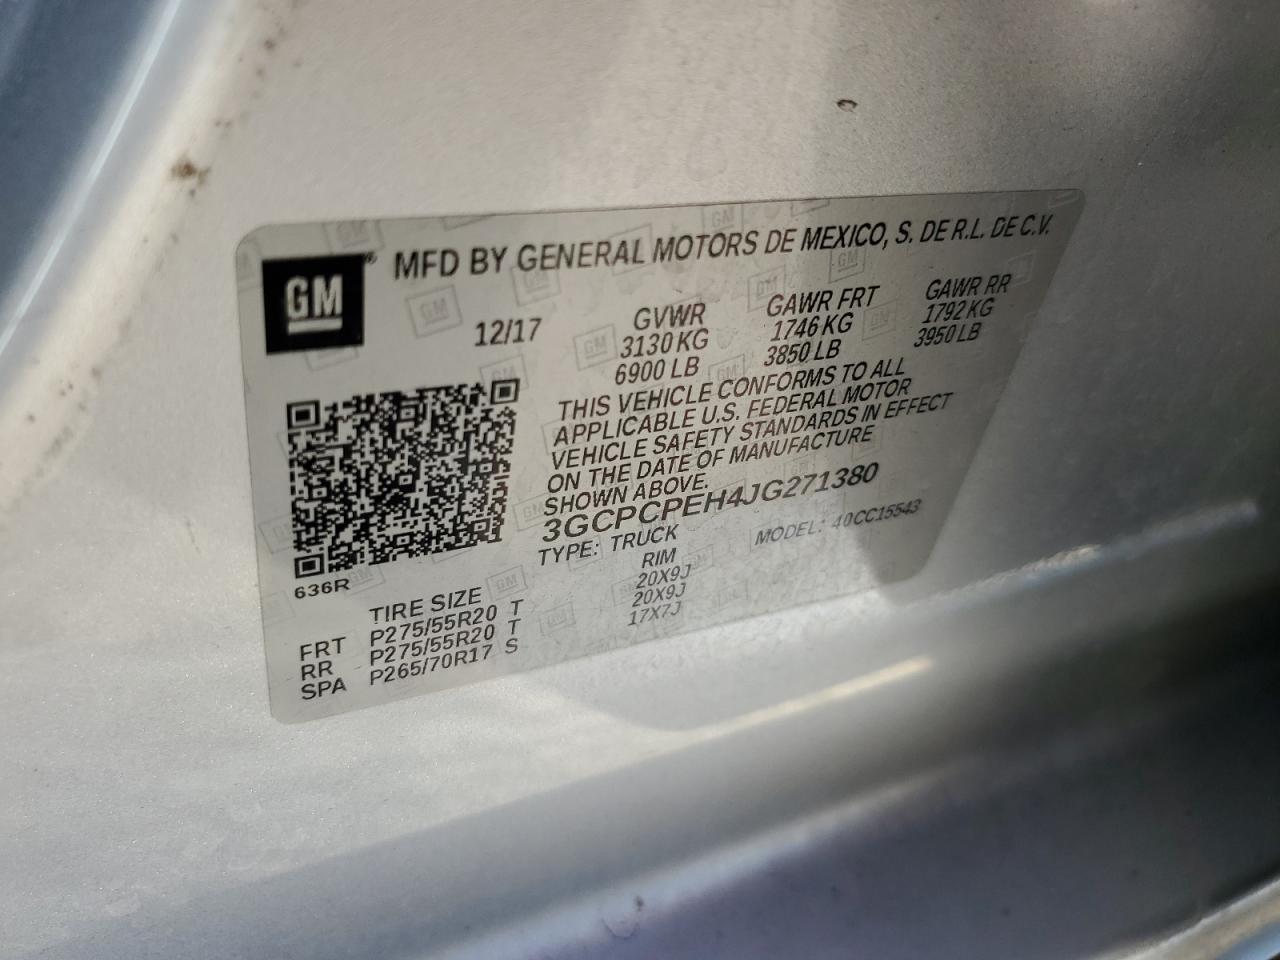 GM® MFD BY GENERAL MOTORS DE MEXICO, S. DE R.L. DE C.V.
12/17 GVWR GAWR FRT GAWR RR
3130 KG 1746 KG 1792 KG
6900 LB 3850 LB 3950 LB
THIS VEHICLE CONFORMS TO ALL
APPLICABLE U.S. FEDERAL MOTOR
VEHICLE SAFETY STANDARDS IN EFFECT
ON THE DATE OF MANUFACTURE
SHOWN ABOVE.
3GCPCPEH4JG271380
TYPE: TRUCK MODEL: 40CC15543
636R
TIRE SIZE RIM
FRT P275/55R20 T 20X9J
RR P275/55R20 T 20X9J
SPA P265/70R17 S 17X7J